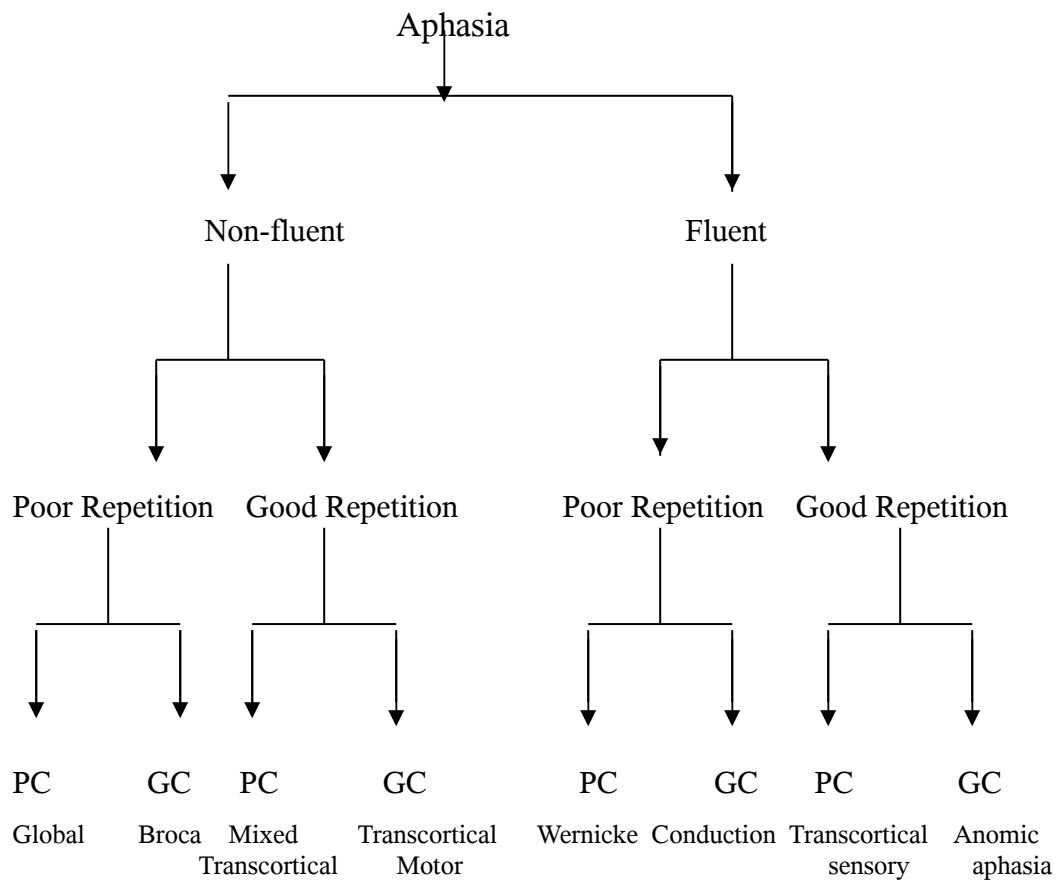 Aphasia
Non-fluent Fluent
Poor Repetition Good Repetition Poor Repetition Good Repetition
PC GC PC GC PC GC PC GC
Global Broca Mixed Transcortical Wernicke Conduction Transcortical Anomic
Transcortical Motor sensory aphasia